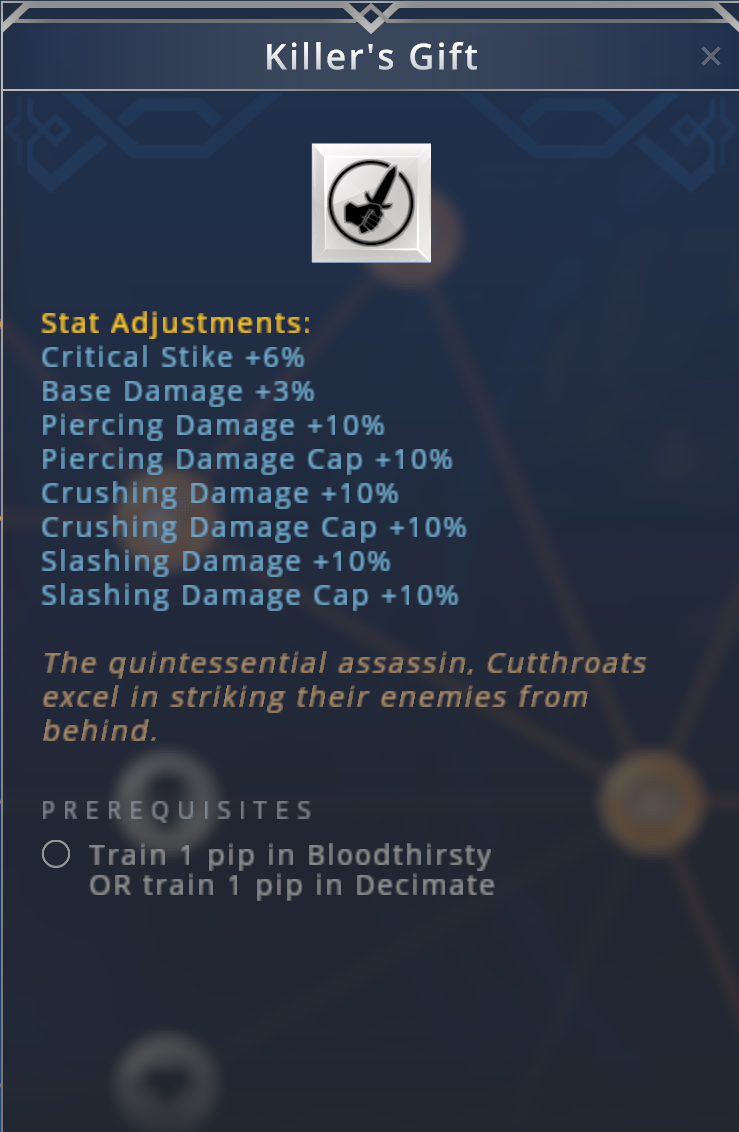 Killer's Gift
Stat Adjustments:
Critical Stike +6%
Base Damage +3%
Piercing Damage +10%
Piercing Damage Cap +10%
Crushing Damage +10%
Crushing Damage Cap +10%
Slashing Damage +10%
Slashing Damage Cap +10%
The quintessential assassin, Cutthroats
excel in striking their enemies from
behind.
PREREQUISITES
Train 1 pip in Bloodthirsty
OR train 1 pip in Decimate